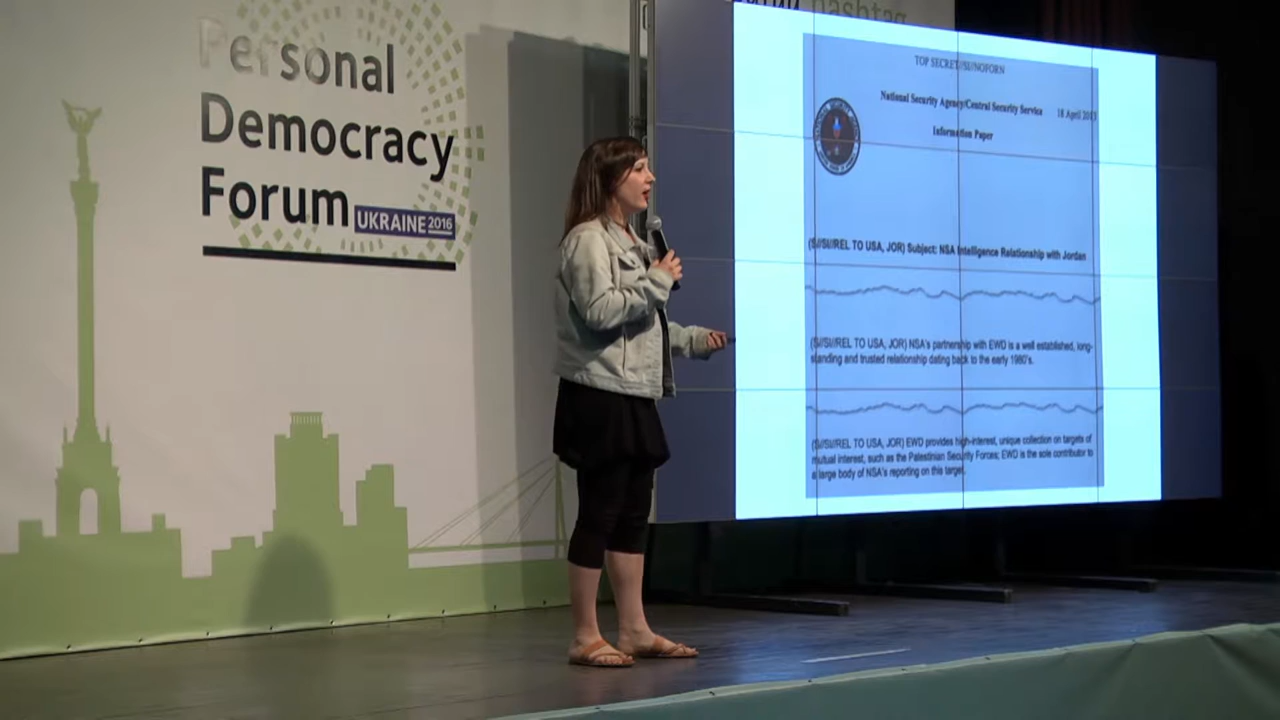 Personal
Democracy
Forum
UKRAINE 2016
hashtag
TOP SECRET//SI//NOFORN
National Security Agency/Central Security Service
18 April 2013
Information Paper
(S//SI//REL TO USA, JOR) Subject: NSA Intelligence Relationship with Jordan
(S//SI//REL TO USA, JOR) NSA's partnership with EWD is a well established, long-
standing and trusted relationship dating back to the early 1980's.
(S//SI//REL TO USA, JOR) EWD provides high-interest, unique collection on targets of
mutual interest, such as the Palestinian Security Forces; EWD is the sole contributor to
a large body of NSA's reporting on this target.